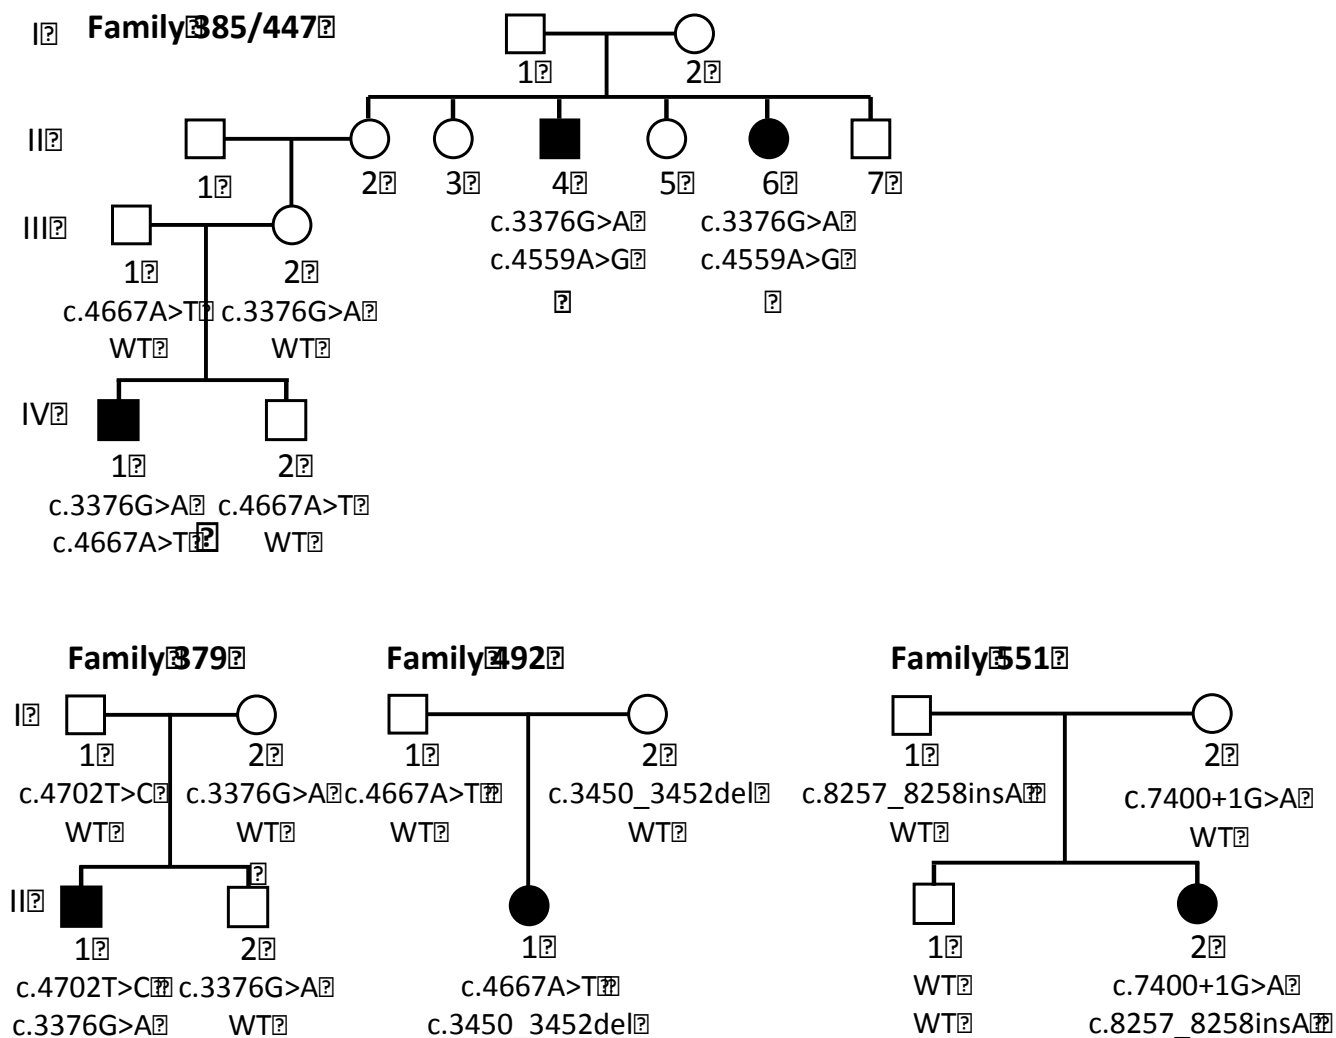 I Family 385/447
1 2
II
1 2 3 4 5 6 7
c.3376G>A c.3376G>A
c.4559A>G c.4559A>G
III
1 2
c.4667A>T c.3376G>A
WT WT
IV
1 2
c.3376G>A c.4667A>T
c.4667A>T WT
Family 379 Family 492 Family 551
I
1 2 1 2 1 2
c.4702T>C c.3376G>A c.4667A>T c.3450_3452del c.8257_8258insA c.7400+1G>A
WT WT WT WT WT WT
II
1 2 1 1 2
c.4702T>C c.3376G>A c.4667A>T WT c.7400+1G>A
c.3376G>A WT c.3450_3452del WT c.8257_8258insA